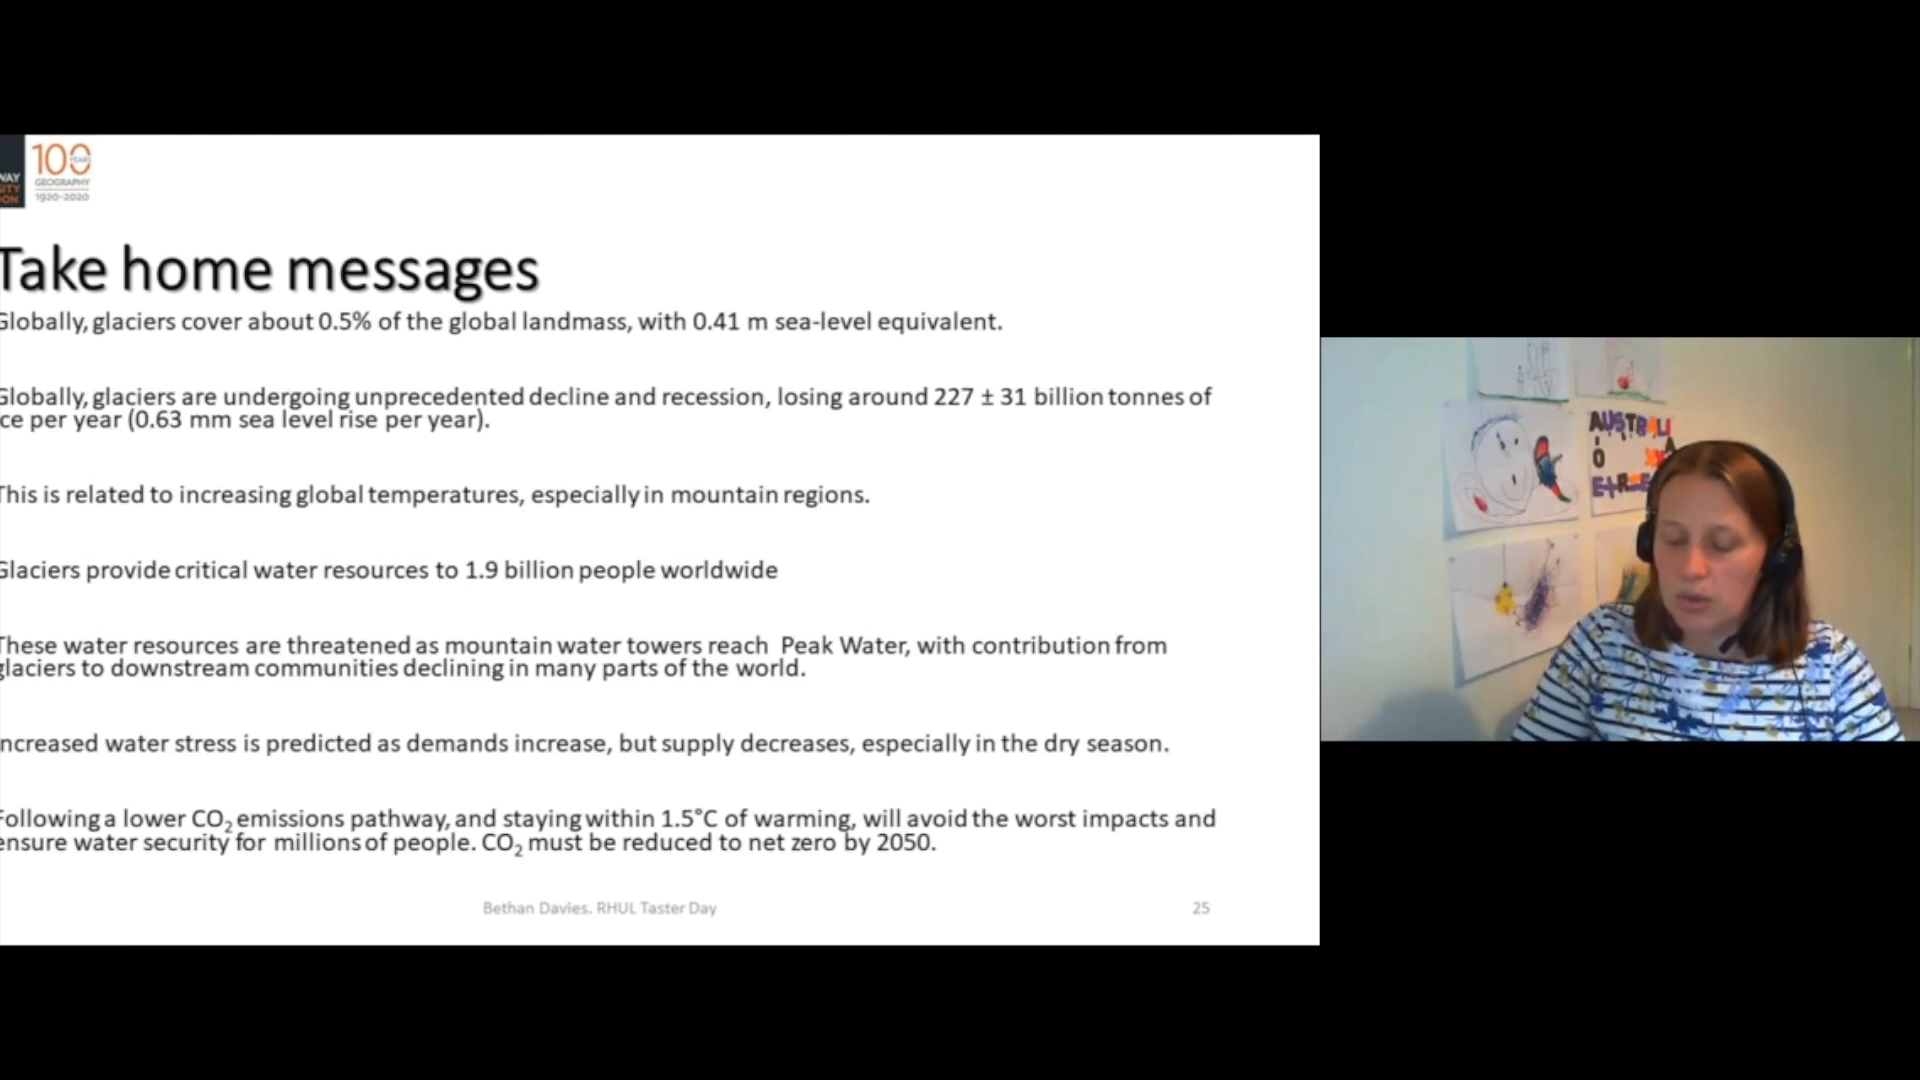 WAY
SITY
ON
100
YEARS
GEOGRAPHY
1920-2020
Take home messages
Globally, glaciers cover about 0.5% of the global landmass, with 0.41 m sea-level equivalent.
Globally, glaciers are undergoing unprecedented decline and recession, losing around 227 ± 31 billion tonnes of
ce per year (0.63 mm sea level rise per year).
This is related to increasing global temperatures, especially in mountain regions.
Glaciers provide critical water resources to 1.9 billion people worldwide
These water resources are threatened as mountain water towers reach Peak Water, with contribution from
glaciers to downstream communities declining in many parts of the world.
ncreased water stress is predicted as demands increase, but supply decreases, especially in the dry season.
Following a lower CO₂ emissions pathway, and staying within 1.5°C of warming, will avoid the worst impacts and
ensure water security for millions of people. CO₂ must be reduced to net zero by 2050.
Bethan Davies. RHUL Taster Day
25
AUSTRALI
A